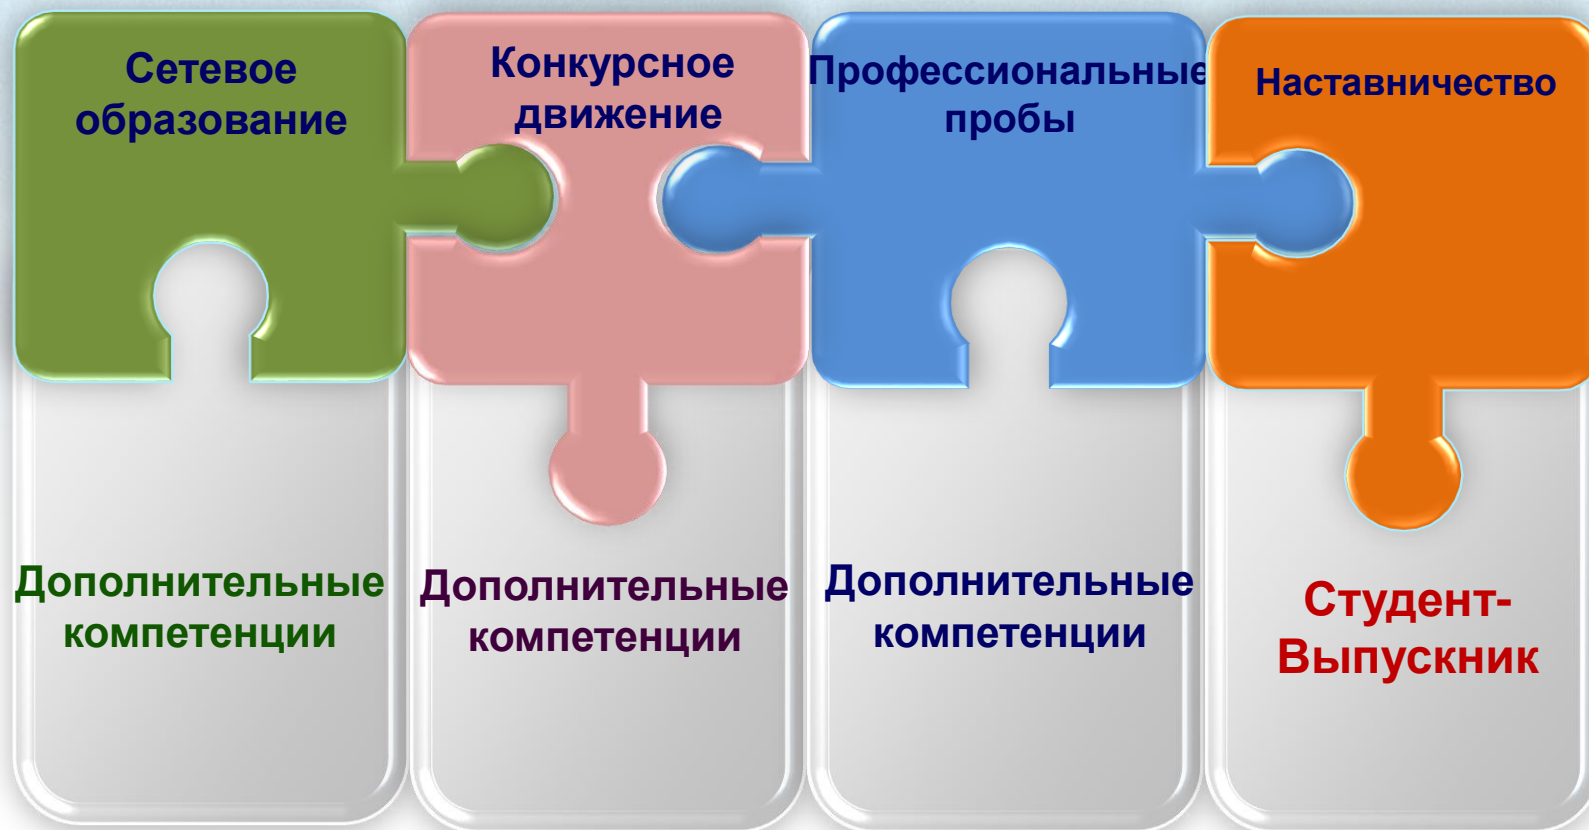 Сетевое
образование
Конкурсное
движение
Профессиональные
пробы
Наставничество
Дополнительные
компетенции
Дополнительные
компетенции
Дополнительные
компетенции
Студент-
Выпускник